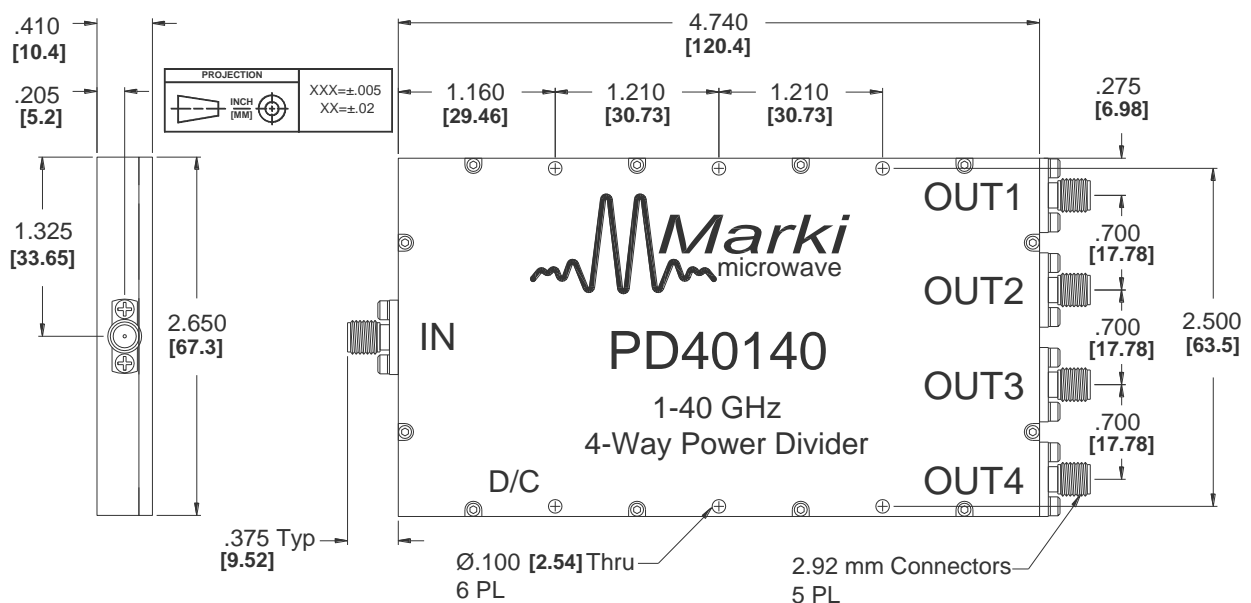 .410
[10.4]
.205
[5.2]
PROJECTION
INCH
[MM]
XXX=±.005
XX=±.02
4.740
[120.4]
1.160
[29.46]
1.210
[30.73]
1.210
[30.73]
.275
[6.98]
1.325
[33.65]
2.650
[67.3]
Marki
microwave
IN
PD40140
1-40 GHz
4-Way Power Divider
D/C
OUT1
OUT2
OUT3
OUT4
.700
[17.78]
.700
[17.78]
.700
[17.78]
2.500
[63.5]
.375 Typ
[9.52]
Ø.100 [2.54] Thru
6 PL
2.92 mm Connectors
5 PL